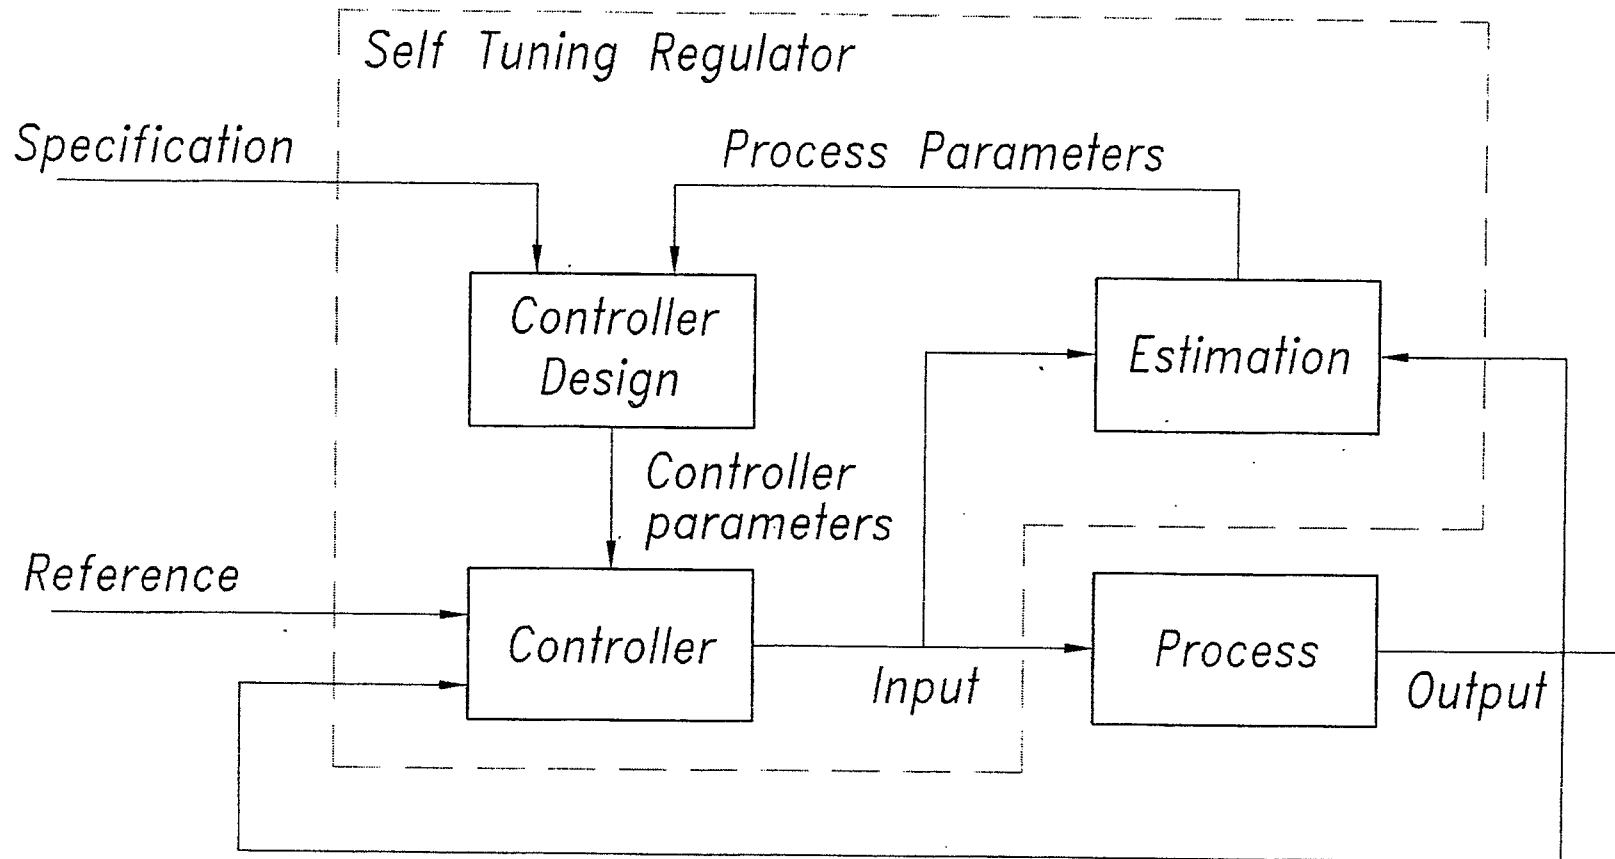 Self Tuning Regulator
Specification
Process Parameters
Controller
Design
Estimation
Controller
parameters
Reference
Controller
Process
Input
Output